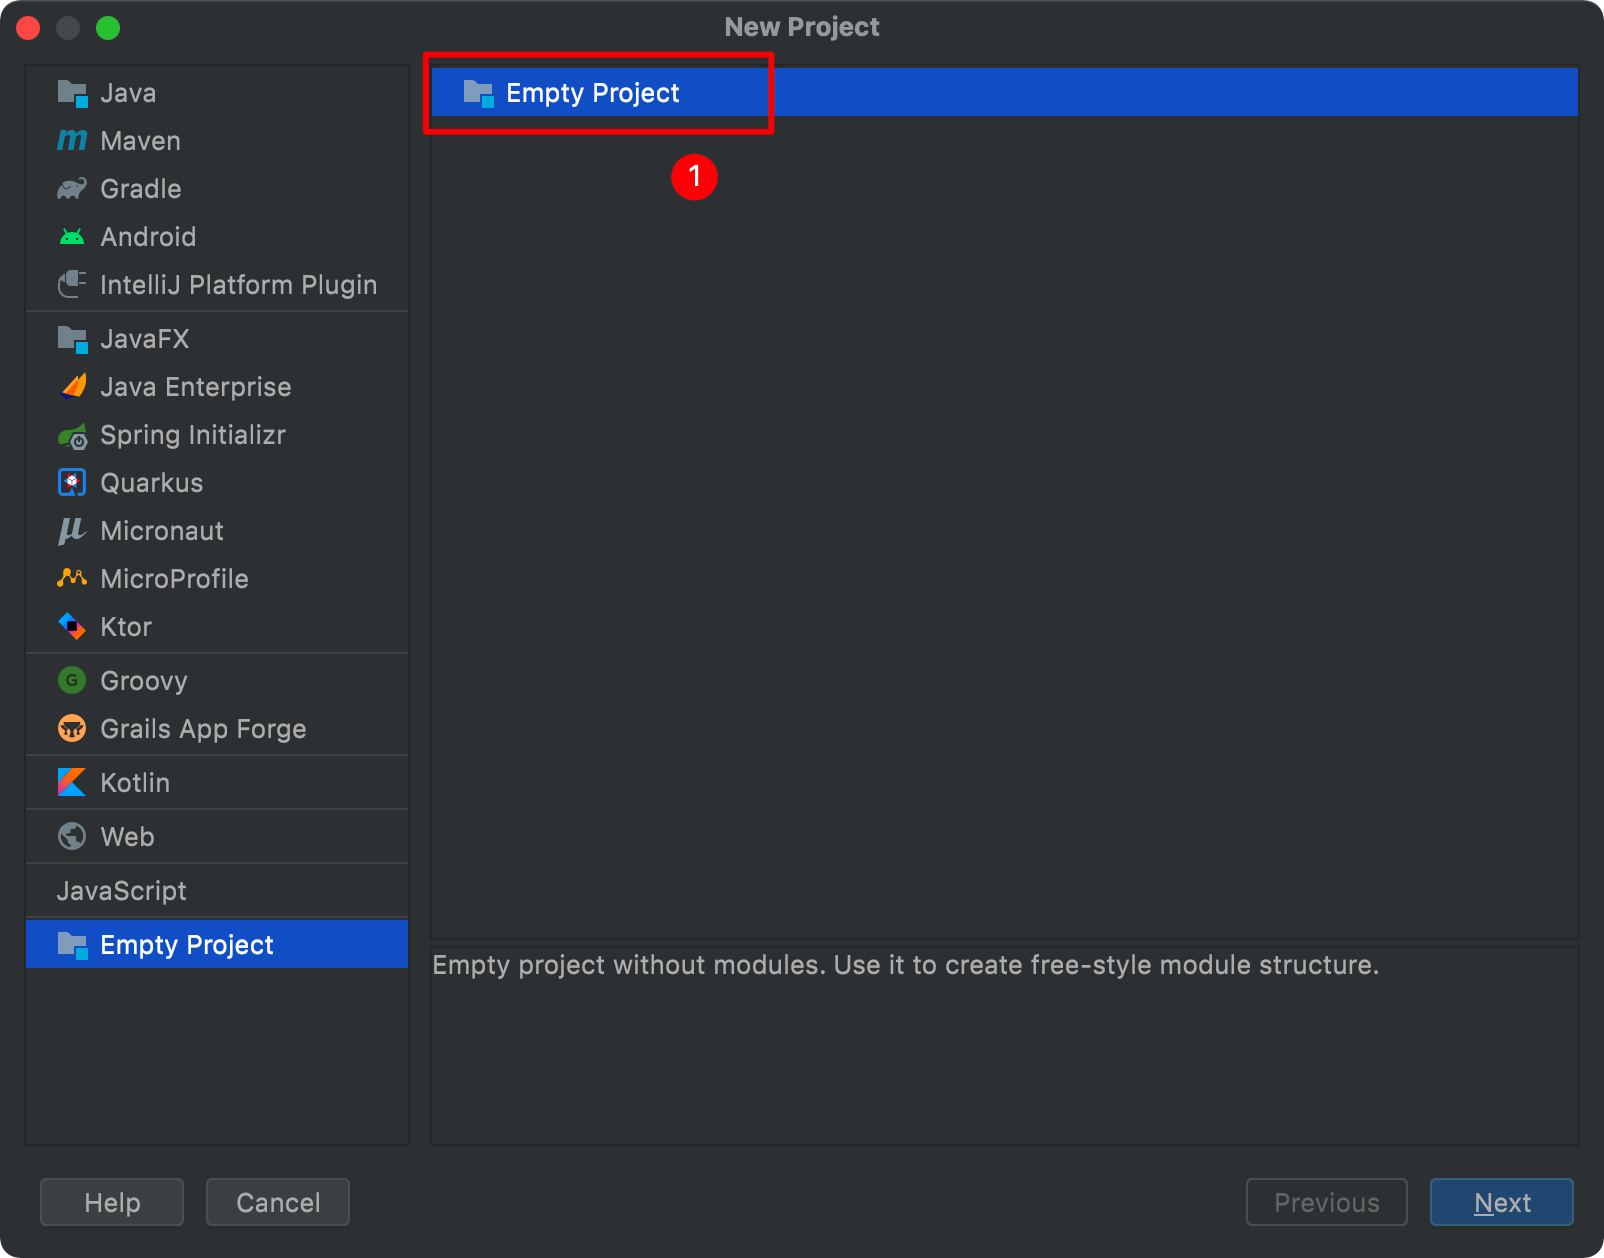 New Project
Java
Maven
Gradle
Android
IntelliJ Platform Plugin
JavaFX
Java Enterprise
Spring Initializr
Quarkus
Micronaut
MicroProfile
Ktor
G Groovy
Grails App Forge
Kotlin
Web
JavaScript
Empty Project
Empty Project
1
Empty project without modules. Use it to create free-style module structure.
Help
Cancel
Previous
Next